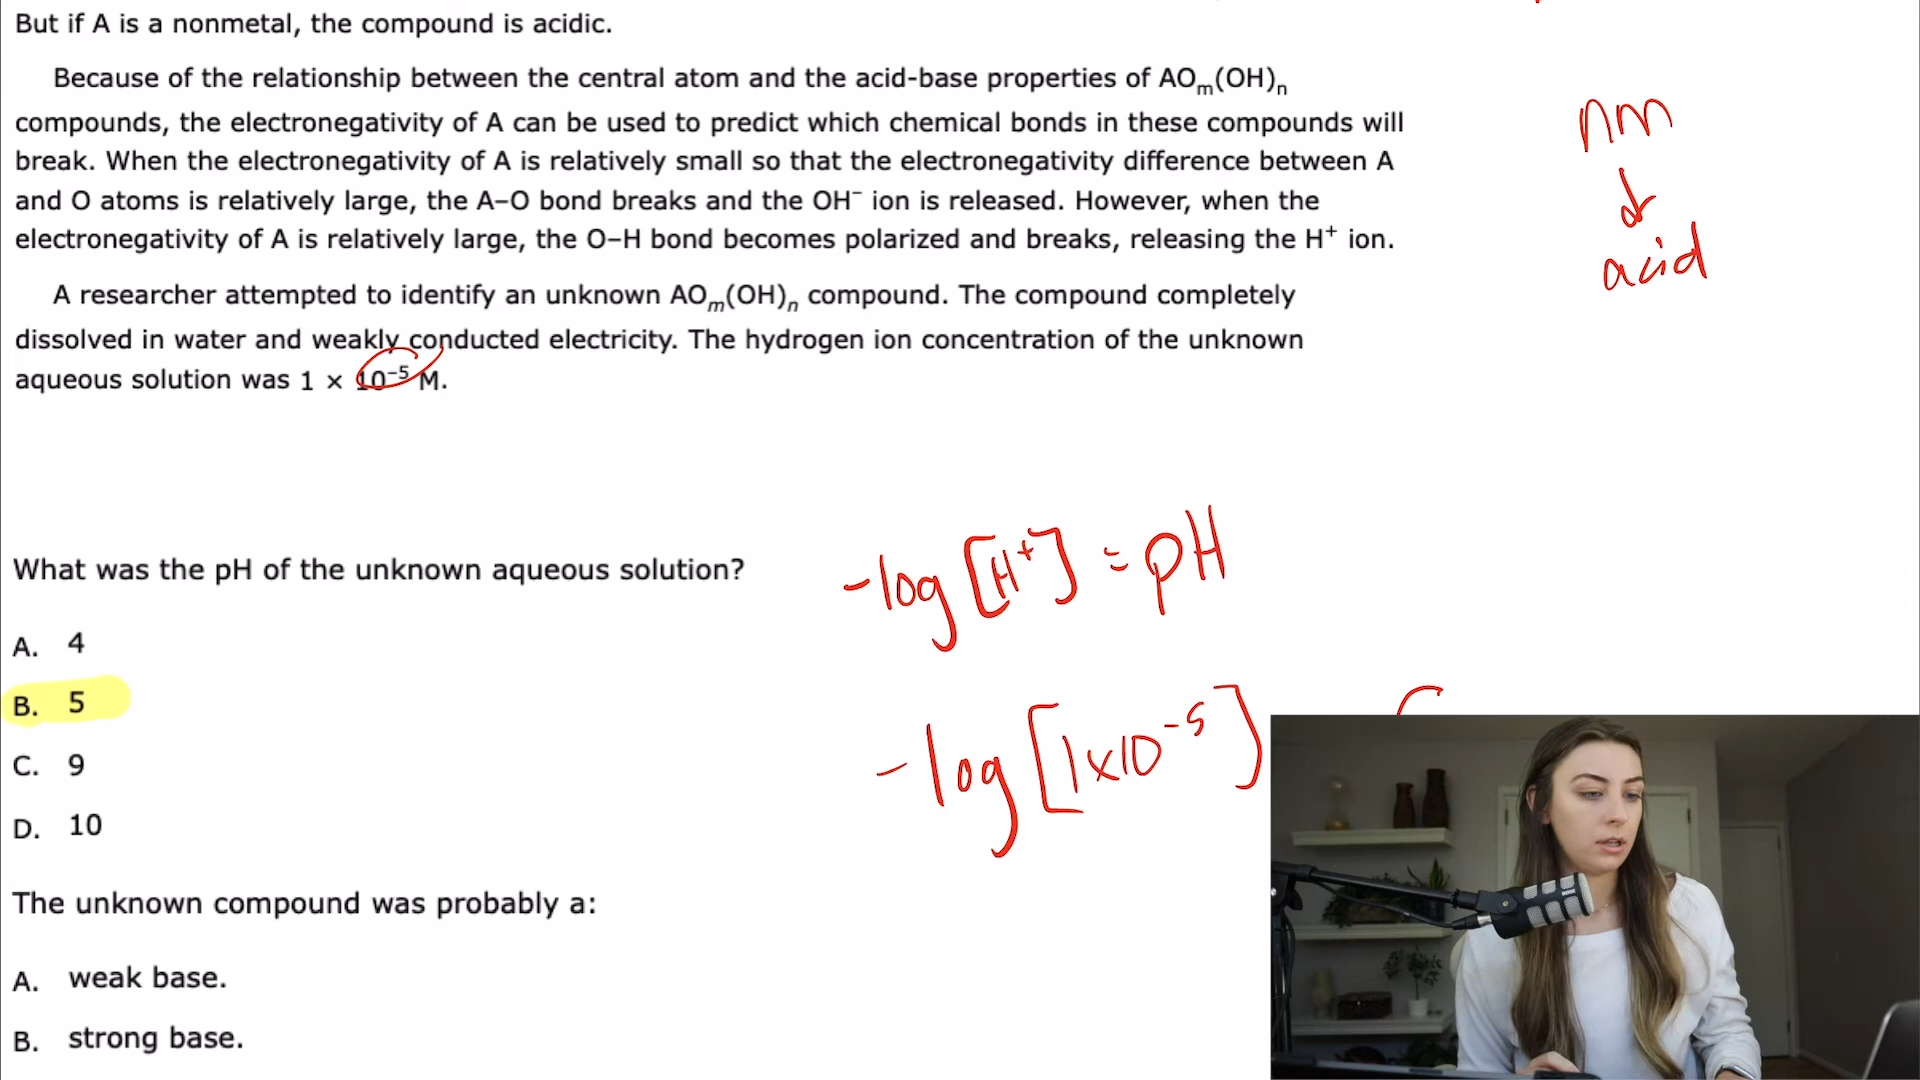 But if A is a nonmetal, the compound is acidic.
Because of the relationship between the central atom and the acid-base properties of AOₘ(OH)ₙ
compounds, the electronegativity of A can be used to predict which chemical bonds in these compounds will
break. When the electronegativity of A is relatively small so that the electronegativity difference between A
and O atoms is relatively large, the A–O bond breaks and the OH⁻ ion is released. However, when the
electronegativity of A is relatively large, the O–H bond becomes polarized and breaks, releasing the H⁺ ion.
A researcher attempted to identify an unknown AOₘ(OH)ₙ compound. The compound completely
dissolved in water and weakly conducted electricity. The hydrogen ion concentration of the unknown
aqueous solution was 1 × 10⁻⁵ M.
nm
acid
What was the pH of the unknown aqueous solution?
-log [H⁺] = pH
A. 4
B. 5
-log [1x10⁻⁵]
C. 9
D. 10
The unknown compound was probably a:
A. weak base.
B. strong base.